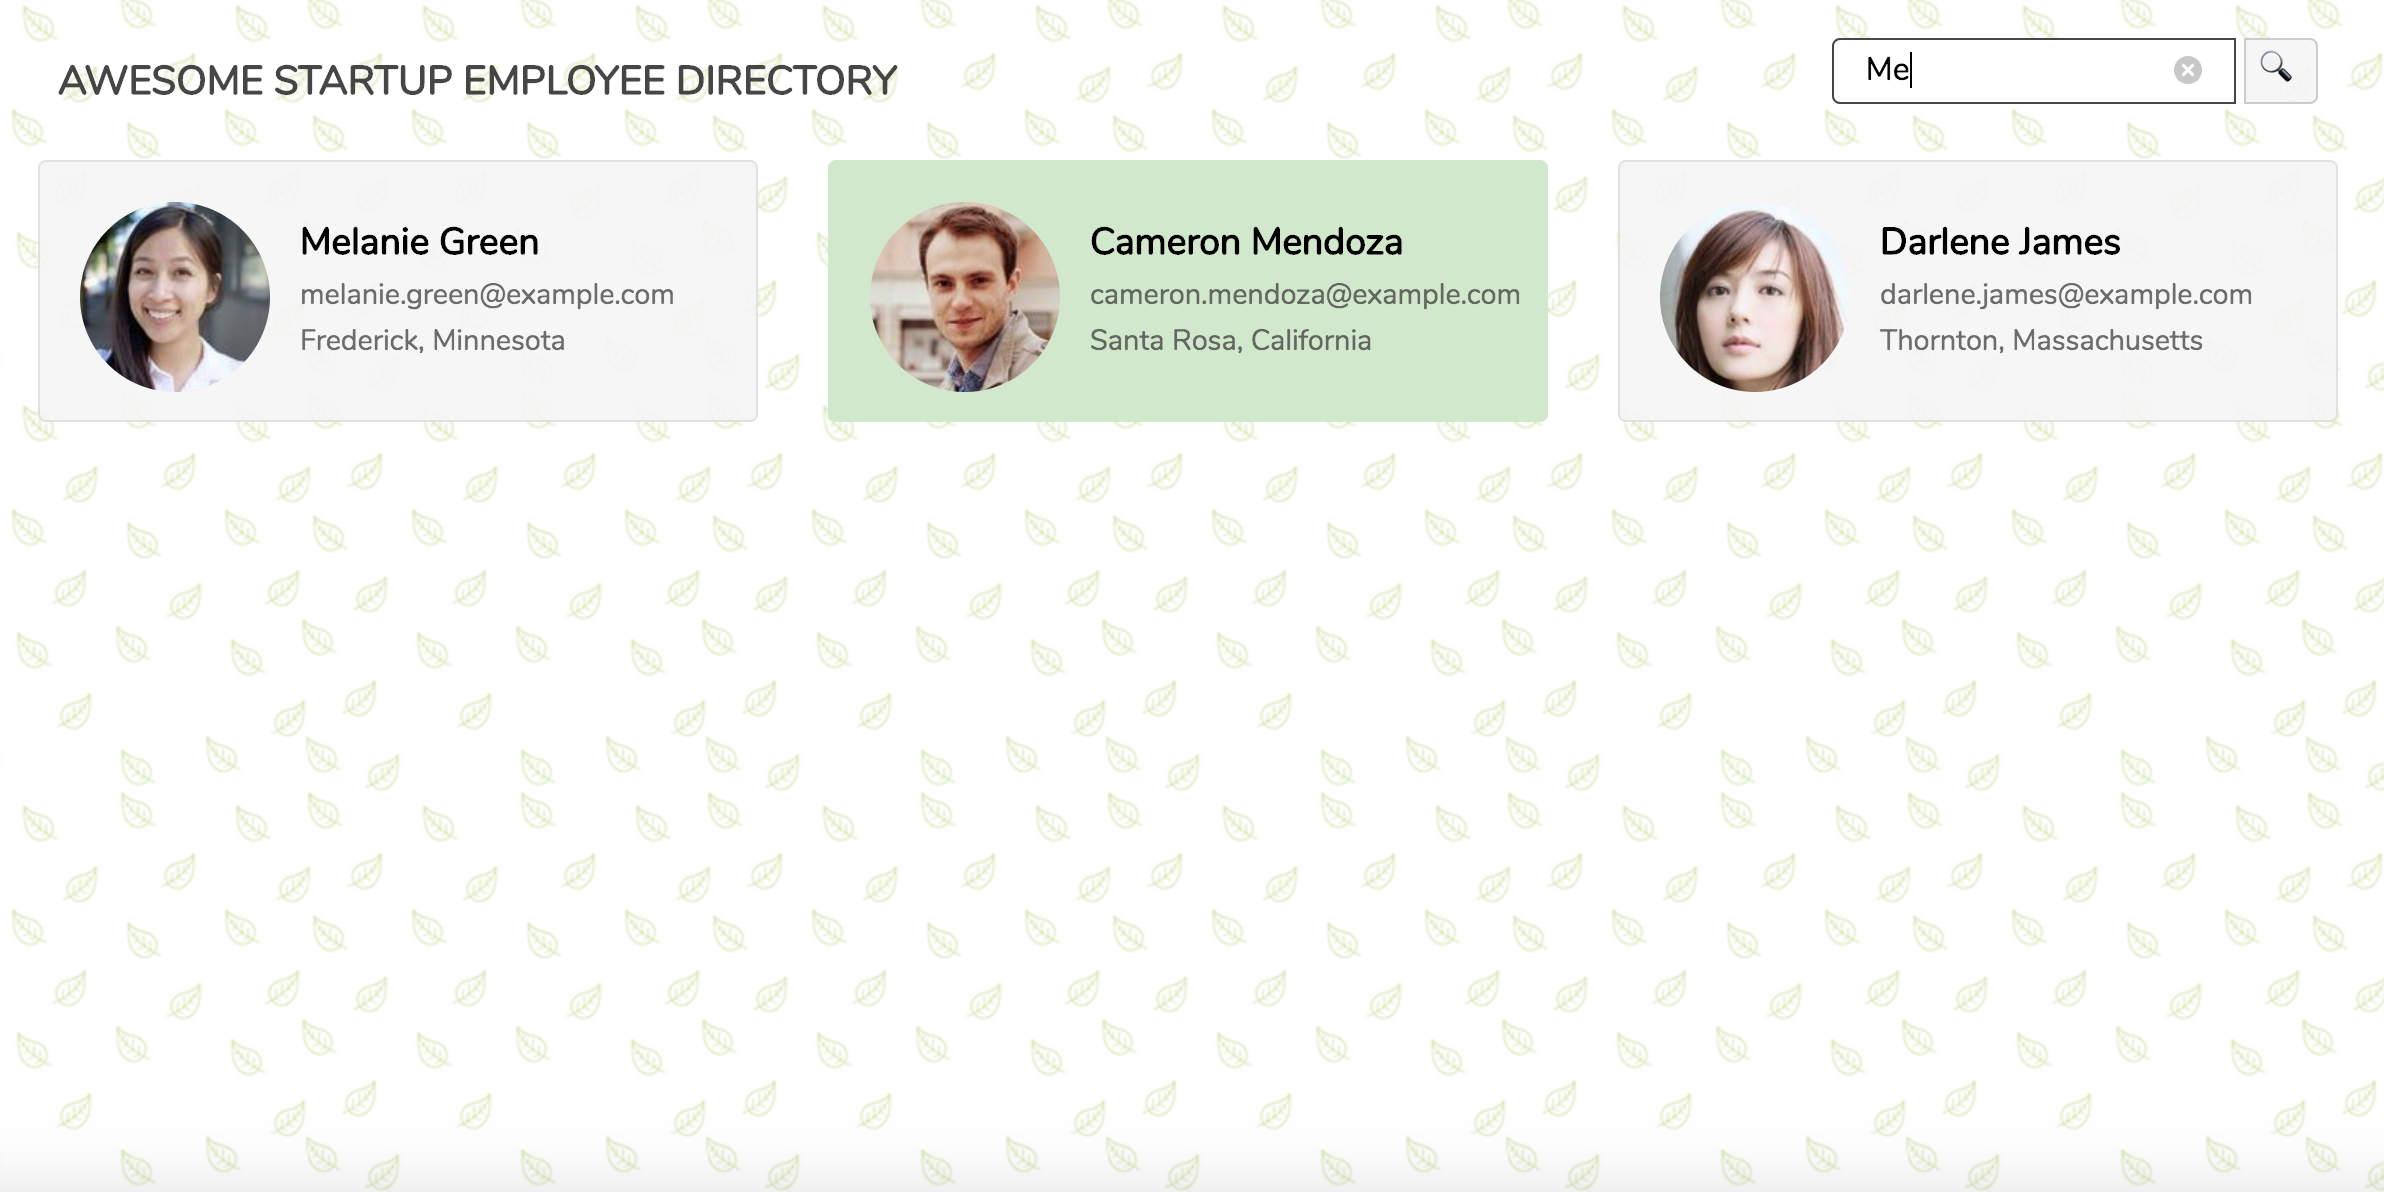 AWESOME STARTUP EMPLOYEE DIRECTORY
Me
Melanie Green
melanie.green@example.com
Frederick, Minnesota
Cameron Mendoza
cameron.mendoza@example.com
Santa Rosa, California
Darlene James
darlene.james@example.com
Thornton, Massachusetts